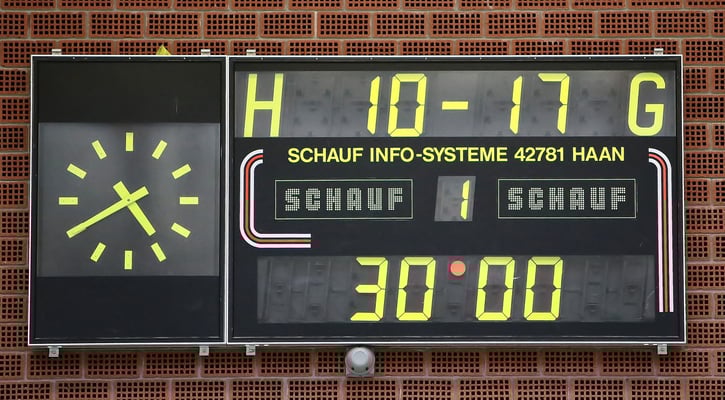 H 10-17 G
SCHAUF INFO-SYSTEME 42781 HAAN
SCHAUF 1 SCHAUF
30:00